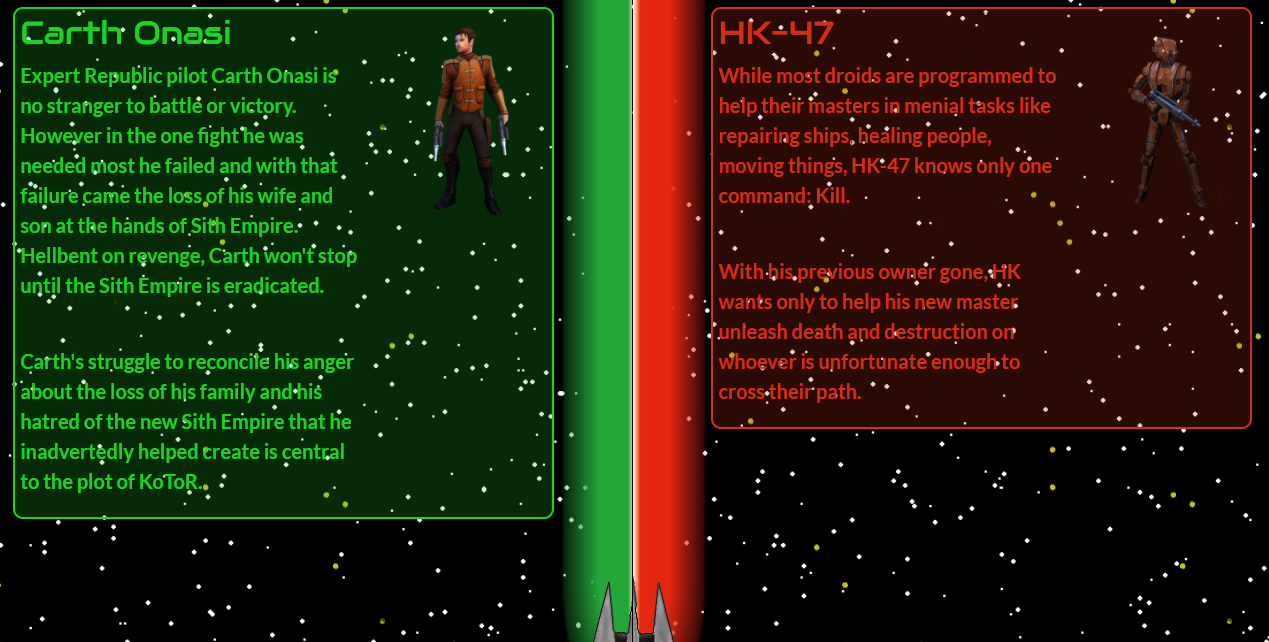 Carth Onasi
Expert Republic pilot Carth Onasi is
no stranger to battle or victory.
However in the one fight he was
needed most he failed and with that
failure came the loss of his wife and
son at the hands of Sith Empire.
Hellbent on revenge, Carth won't stop
until the Sith Empire is eradicated.
Carth's struggle to reconcile his anger
about the loss of his family and his
hatred of the new Sith Empire that he
inadvertedly helped create is central
to the plot of KoToR.
HK-47
While most droids are programmed to
help their masters in menial tasks like
repairing ships, healing people,
moving things, HK-47 knows only one
command: Kill.
With his previous owner gone, HK
wants only to help his new master
unleash death and destruction on
whoever is unfortunate enough to
cross their path.